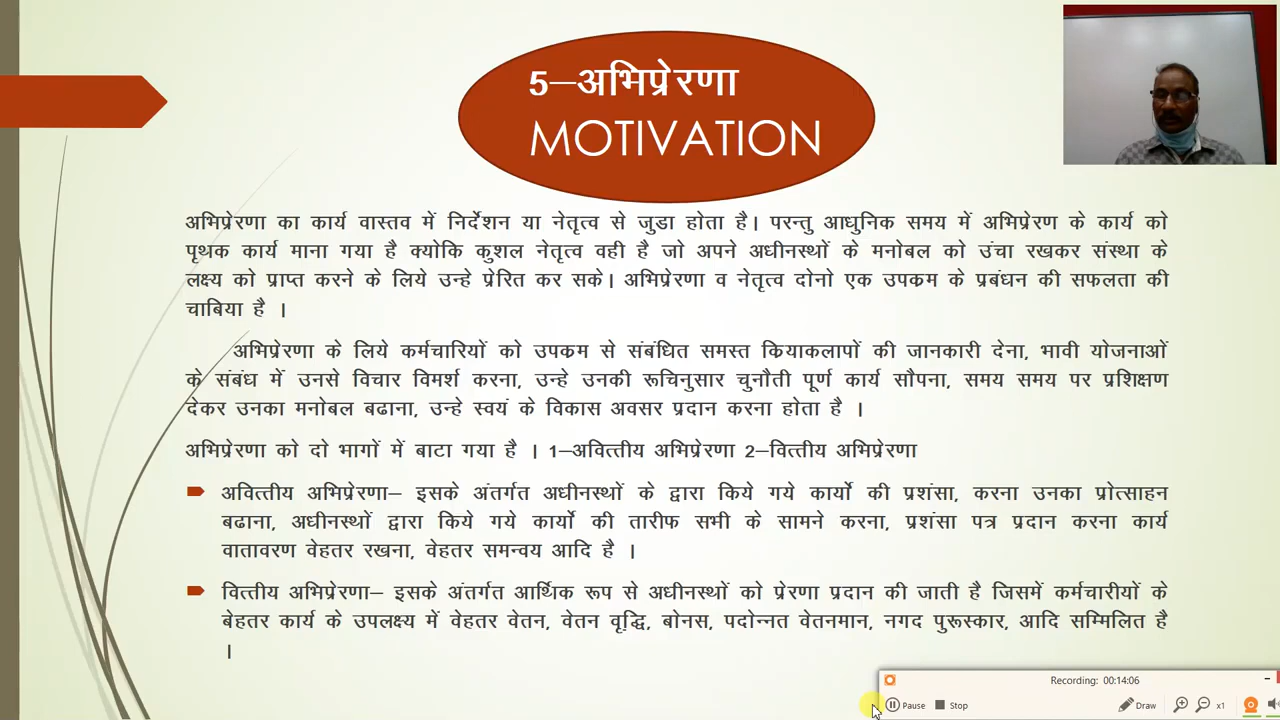 5–अभिप्रेरणा
MOTIVATION
अभिप्रेरणा का कार्य वास्तव में निर्देशन या नेतृत्व से जुडा होता है। परन्तु आधुनिक समय में अभिप्रेरण के कार्य को
पृथक कार्य माना गया है क्योकि कुशल नेतृत्व वही है जो अपने अधीनस्थों के मनोबल को उंचा रखकर संस्था के
लक्ष्य को प्राप्त करने के लिये उन्हे प्रेरित कर सके। अभिप्रेरणा व नेतृत्व दोनो एक उपकम के प्रबंधन की सफलता की
चाबिया है ।
अभिप्रेरणा के लिये कर्मचारियों को उपकम से संबंधित समस्त कियाकलापों की जानकारी देना, भावी योजनाओं
के संबंध में उनसे विचार विमर्श करना, उन्हे उनकी रूचिनुसार चुनौती पूर्ण कार्य सौपना, समय समय पर प्रशिक्षण
देकर उनका मनोबल बढाना, उन्हे स्वयं के विकास अवसर प्रदान करना होता है ।
अभिप्रेरणा को दो भागों में बाटा गया है । 1–अवित्तीय अभिप्रेरणा 2–वित्तीय अभिप्रेरणा
अवित्तीय अभिप्रेरणा– इसके अंतर्गत अधीनस्थों के द्वारा किये गये कार्यो की प्रशंसा, करना उनका प्रोत्साहन
बढाना, अधीनस्थों द्वारा किये गये कार्यो की तारीफ सभी के सामने करना, प्रशंसा पत्र प्रदान करना कार्य
वातावरण वेहतर रखना, वेहतर समन्वय आदि है ।
वित्तीय अभिप्रेरणा– इसके अंतर्गत आर्थिक रूप से अधीनस्थों को प्रेरणा प्रदान की जाती है जिसमें कर्मचारीयों के
बेहतर कार्य के उपलक्ष्य में वेहतर वेतन, वेतन वृद्धि, बोनस, पदोन्नत वेतनमान, नगद पुरूस्कार, आदि सम्मिलित है
।
Recording: 00:14:06
Pause Stop Draw x1